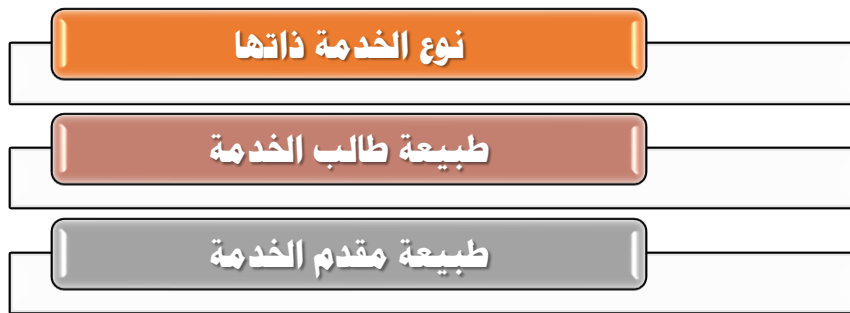 نوع الخدمة ذاتها
طبيعة طالب الخدمة
طبيعة مقدم الخدمة